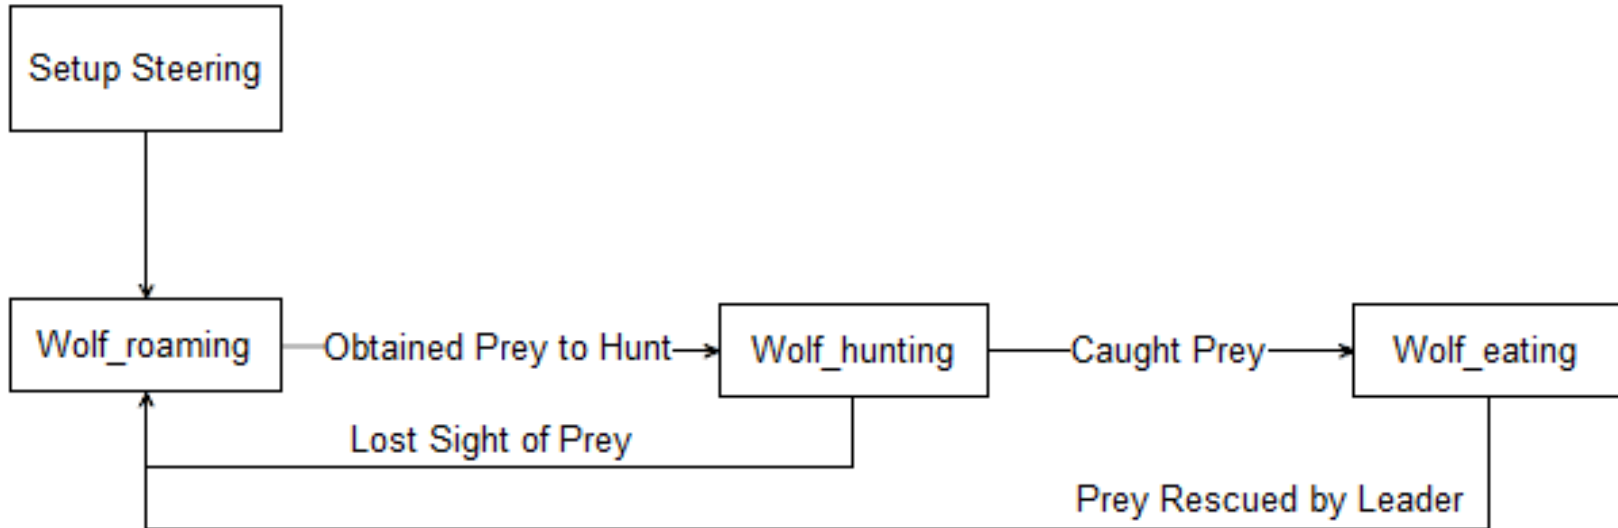 Setup Steering
Wolf_roaming
Obtained Prey to Hunt
Wolf_hunting
Caught Prey
Wolf_eating
Lost Sight of Prey
Prey Rescued by Leader